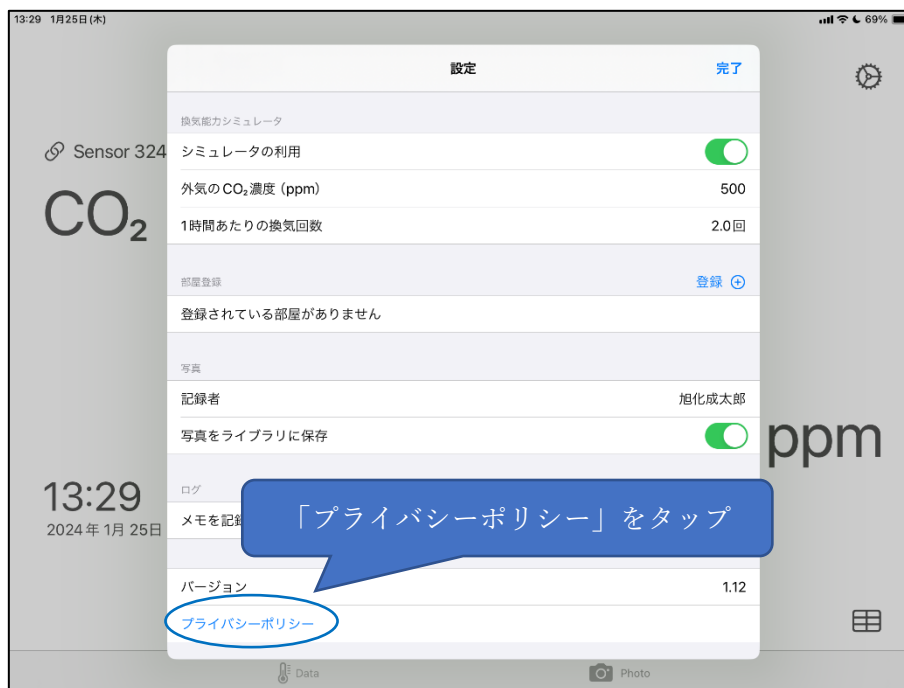 13:29 1月25日(木)
69%
設定
完了
換気能力シミュレータ
Sensor 324
シミュレータの利用
外気のCO₂濃度 (ppm)
500
CO₂
1時間あたりの換気回数
2.0回
部屋登録
登録
登録されている部屋がありません
写真
記録者
旭化成太郎
写真をライブラリに保存
ppm
13:29
2024年 1月 25日
ログ
メモを記
「プライバシーポリシー」をタップ
バージョン
1.12
プライバシーポリシー
Data
Photo